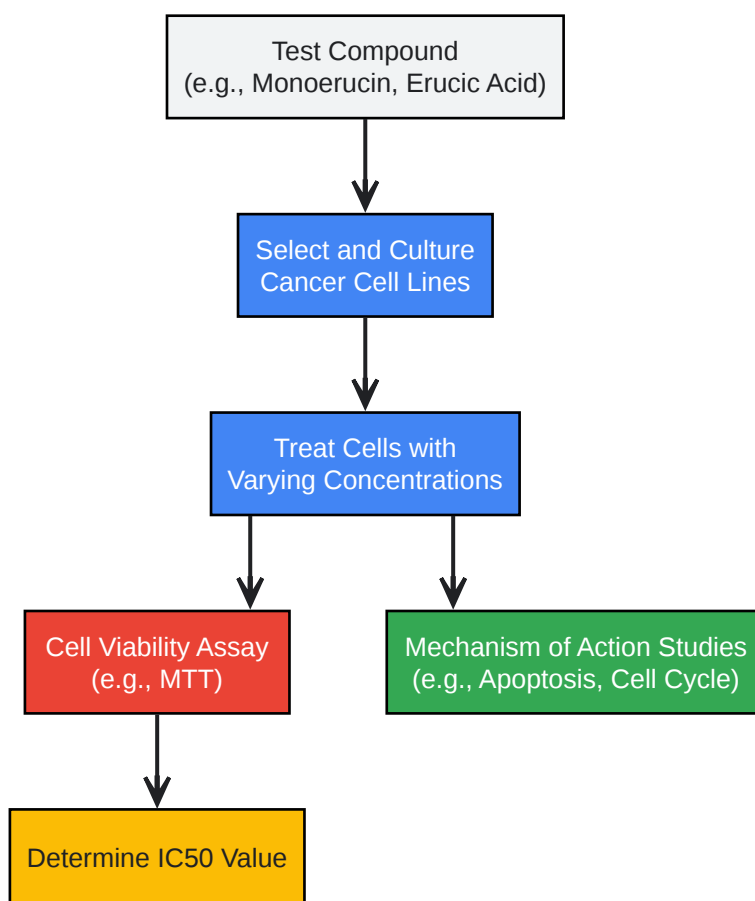 Test Compound
(e.g., Monoerucin, Erucic Acid)
Select and Culture
Cancer Cell Lines
Treat Cells with
Varying Concentrations
Cell Viability Assay
(e.g., MTT)
Mechanism of Action Studies
(e.g., Apoptosis, Cell Cycle)
Determine IC50 Value